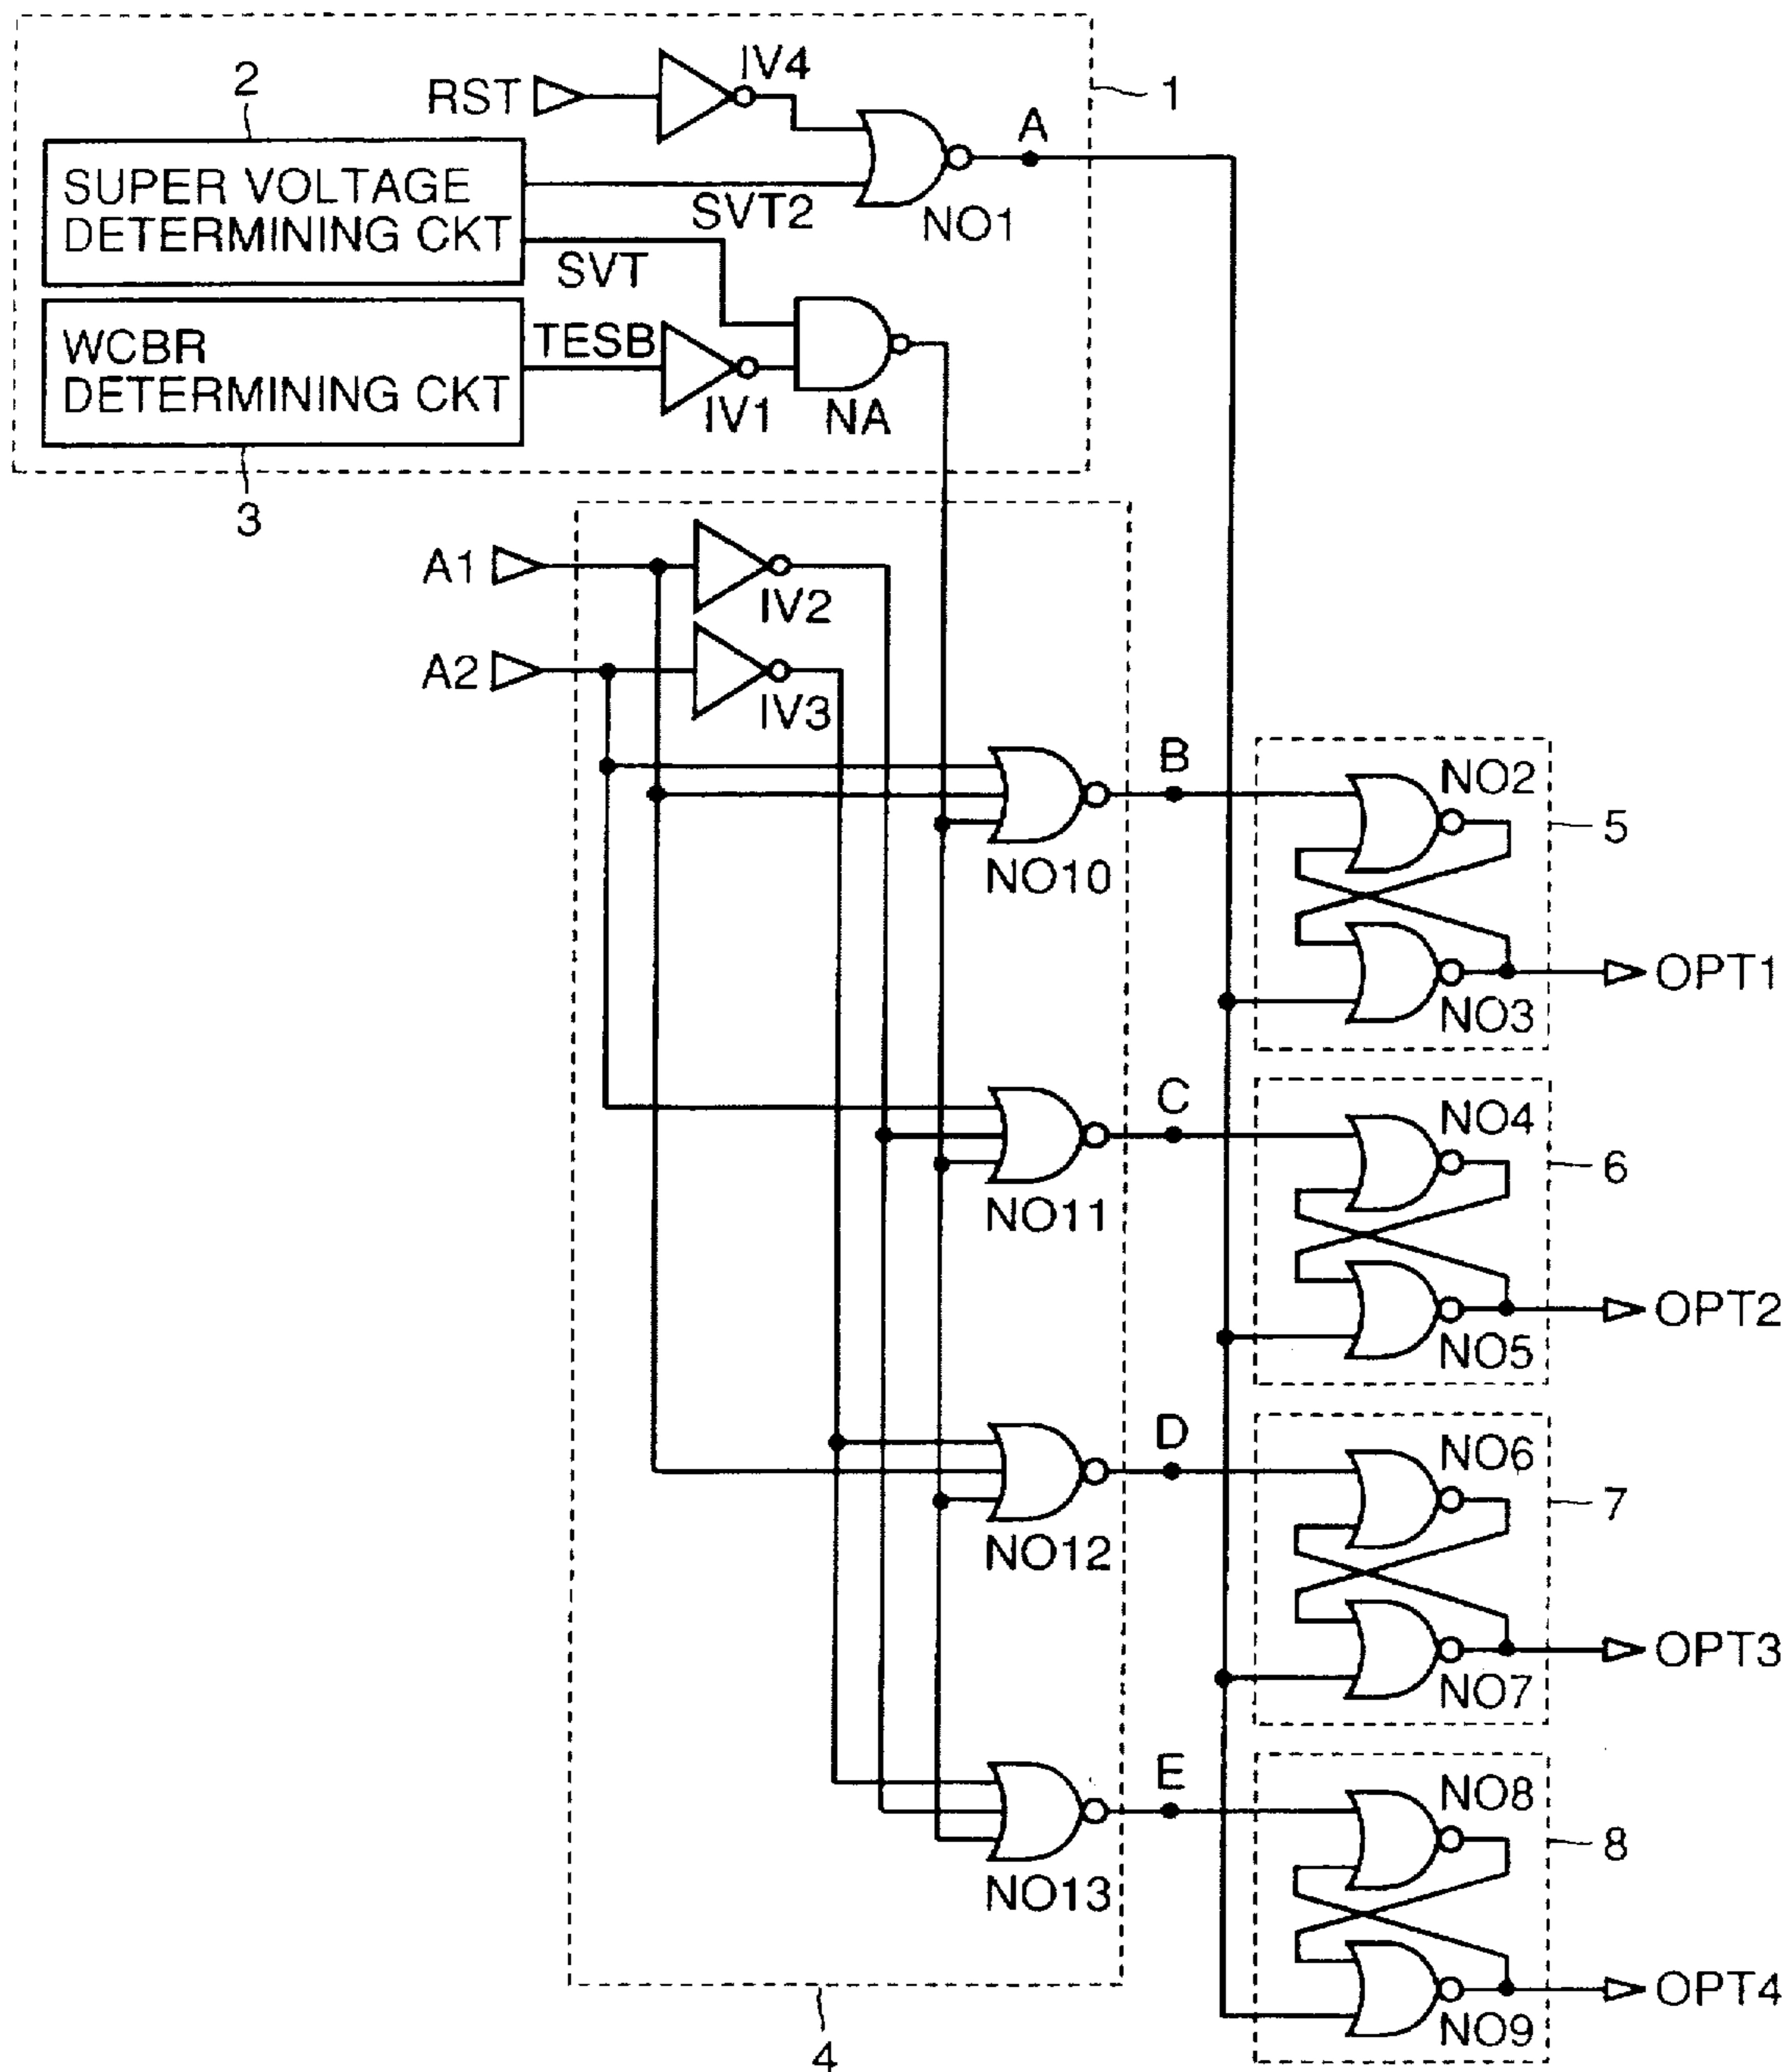 2
RST
IV4
1
A
SUPER VOLTAGE
DETERMINING CKT
SVT2
NO1
SVT
WCBR
DETERMINING CKT
TESB
IV1
NA
3
A1
IV2
A2
IV3
B
NO2
5
NO10
OPT1
NO3
C
NO4
6
NO11
OPT2
NO5
D
NO6
7
NO12
OPT3
NO7
E
NO8
8
NO13
OPT4
NO9
4